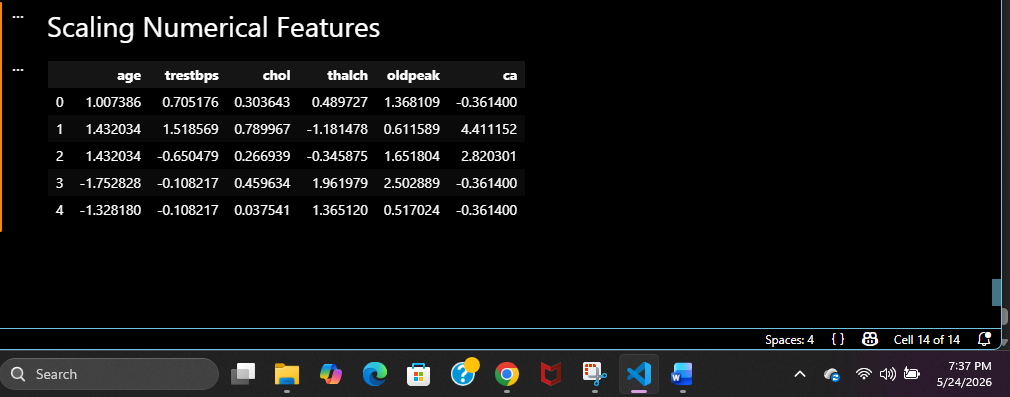 ...
Scaling Numerical Features
...
age trestbps chol thalch oldpeak ca
0 1.007386 0.705176 0.303643 0.489727 1.368109 -0.361400
1 1.432034 1.518569 0.789967 -1.181478 0.611589 4.411152
2 1.432034 -0.650479 0.266939 -0.345875 1.651804 2.820301
3 -1.752828 -0.108217 0.459634 1.961979 2.502889 -0.361400
4 -1.328180 -0.108217 0.037541 1.365120 0.517024 -0.361400
Spaces: 4 { } Cell 14 of 14
Search
7:37 PM
5/24/2026